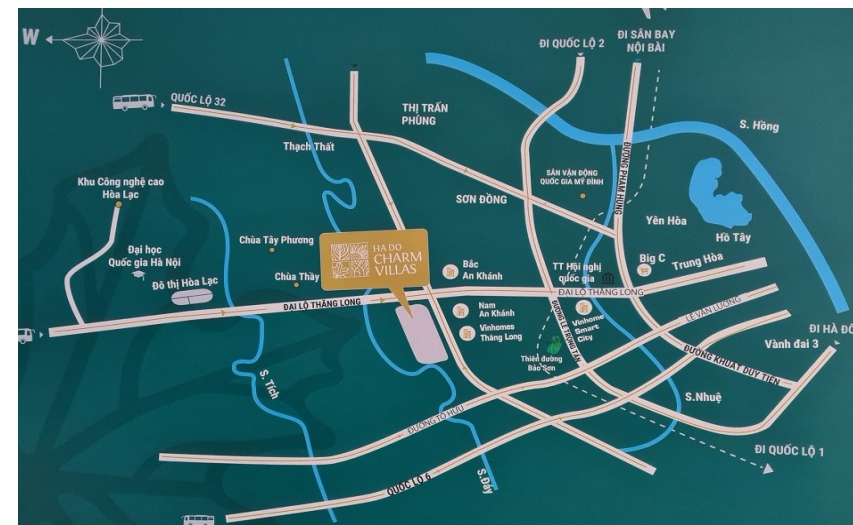 W
ĐI QUỐC LỘ 2
ĐI SÂN BAY
NỘI BÀI
QUỐC LỘ 32
THỊ TRẤN
PHÙNG
S. Hồng
Thạch Thất
ĐƯỜNG PHẠM HÙNG
SÂN VẬN ĐỘNG
QUỐC GIA MỸ ĐÌNH
Khu Công nghệ cao
Hòa Lạc
SƠN ĐỒNG
Yên Hòa
Hồ Tây
Đại học
Quốc gia Hà Nội
Chùa Tây Phương
HA DO
CHARM
VILLAS
Bắc
An Khánh
TT Hội nghị
quốc gia
Big C
Trung Hòa
Chùa Thầy
Đô thị Hòa Lạc
ĐẠI LỘ THĂNG LONG
ĐẠI LỘ THĂNG LONG
Nam
An Khánh
Vinhomes
Thăng Long
ĐƯỜNG LÊ TRỌNG TẤN
Vinhome
Smart
City
LÊ VĂN LƯƠNG
ĐI HÀ ĐÔ
Vành đai 3
Thiên đường
Bảo Sơn
ĐƯỜNG KHUẤT DUY TIẾN
S. Tích
S.Nhuệ
ĐƯỜNG TỐ HỮU
ĐI QUỐC LỘ 1
S.Đáy
QUỐC LỘ 6